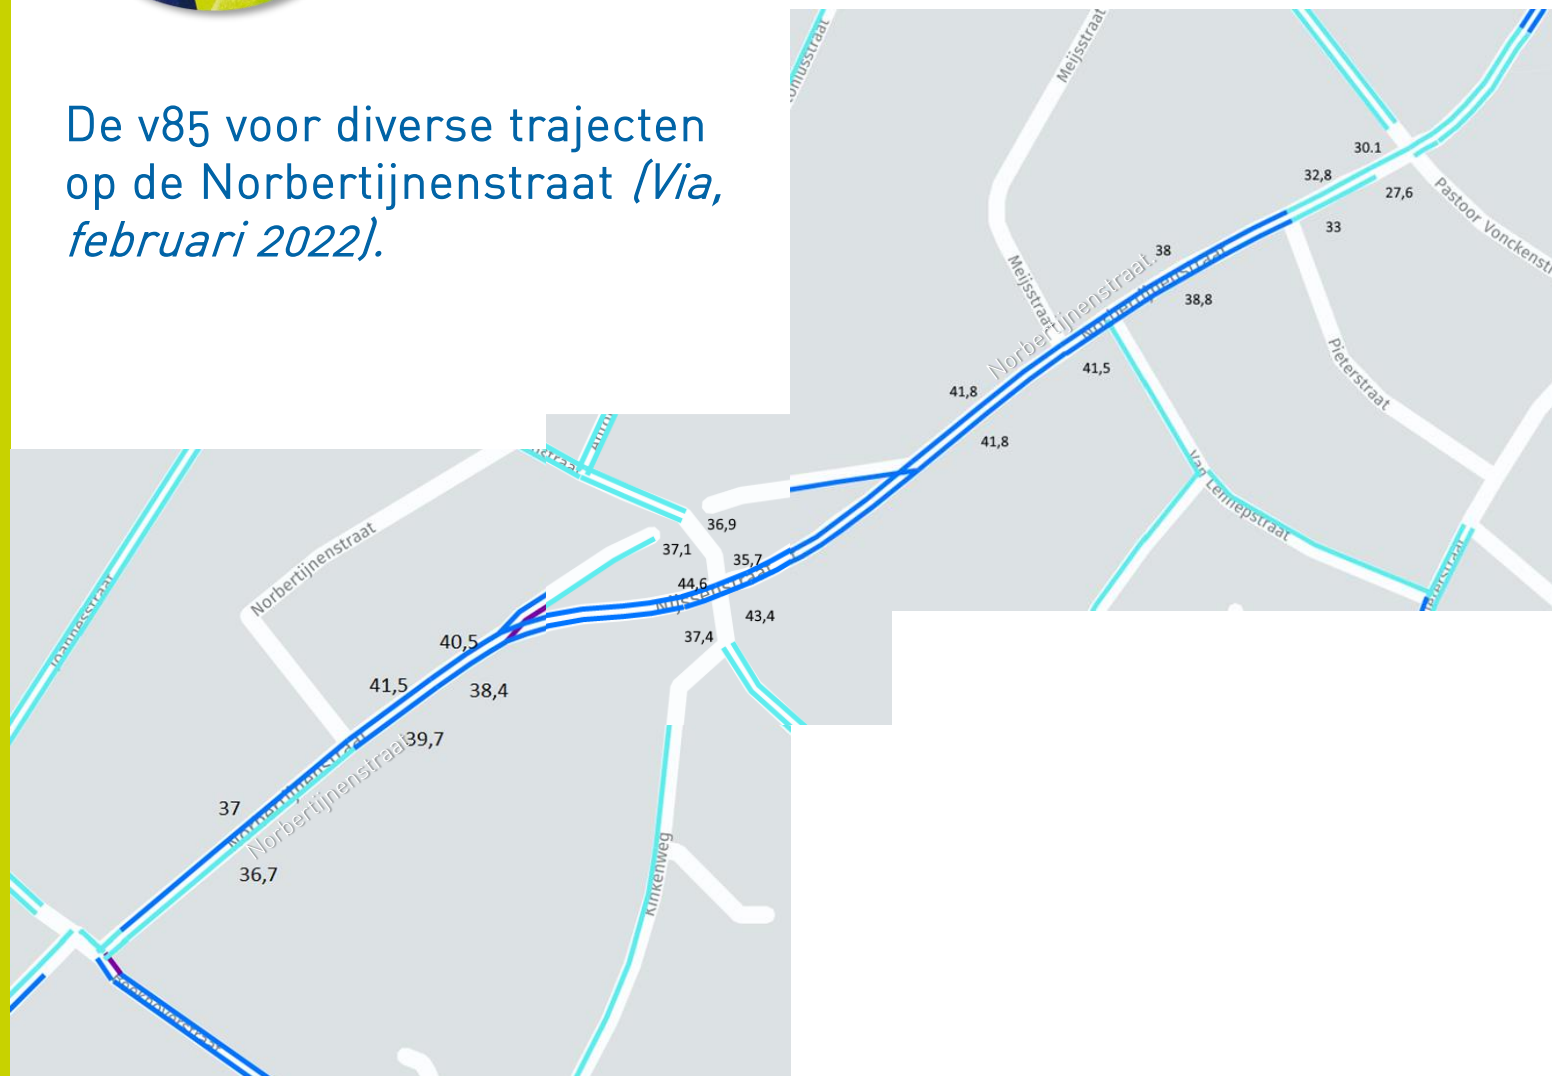 De v85 voor diverse trajecten
op de Norbertijnenstraat (Via,
februari 2022).
Meijsstraat
30.1
32,8
27,6
Pastoor Vonckenst
33
38
Meijsstraat
Norbertijnenstraat.
Norbertijnenstraat
38,8
Pieterstraat
41,5
41,8
41,8
Van Lennepstraat
36,9
Norbertijnenstraat
37,1
35,7
Joannesstraat
44,6
Nijssenstraat
43,4
40,5
37,4
41,5
38,4
39,7
Norbertijnenstraat
Norbertijnenstraat
37
36,7
Kinkenweg